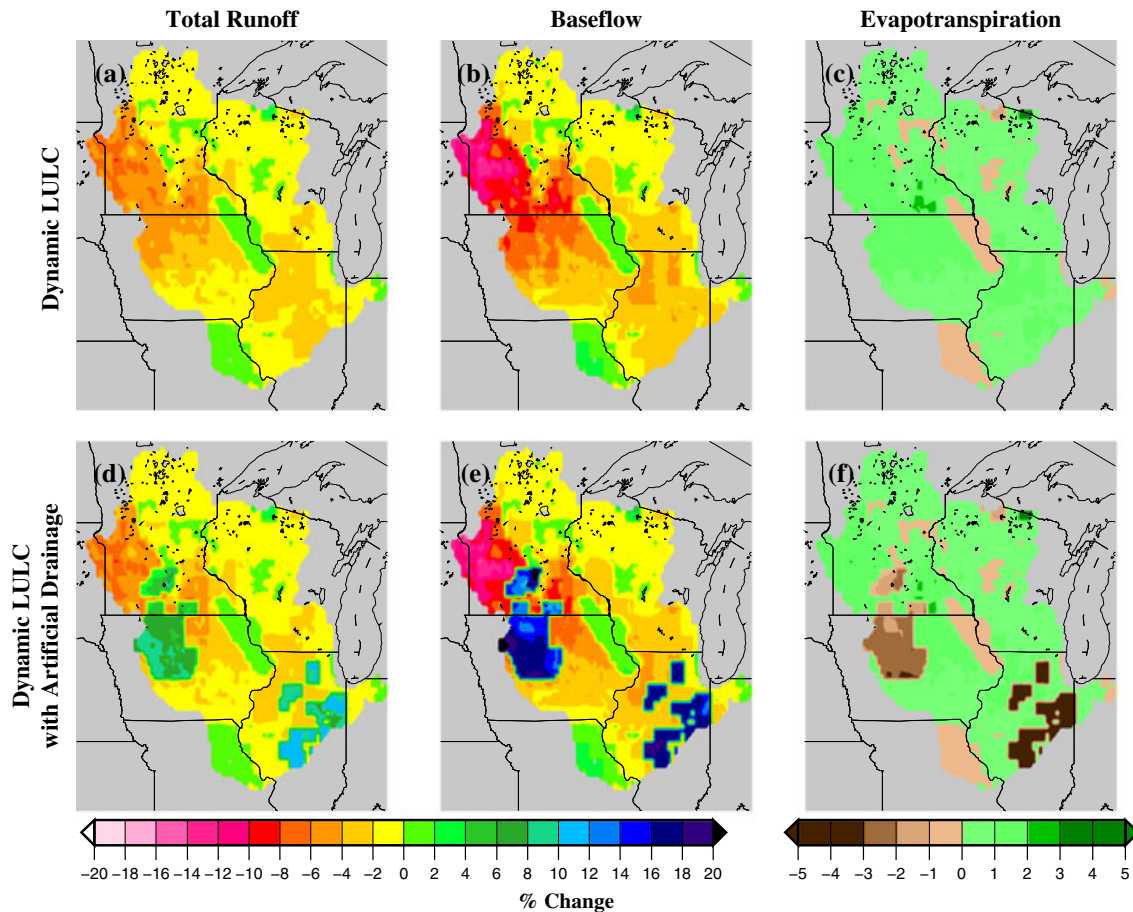 Total Runoff Baseflow Evapotranspiration
(a) (b) (c)
Dynamic LULC
(d) (e) (f)
Dynamic LULC
with Artificial Drainage
−20 −18 −16 −14 −12 −10 −8 −6 −4 −2 0 2 4 6 8 10 12 14 16 18 20 −5 −4 −3 −2 −1 0 1 2 3 4 5
% Change